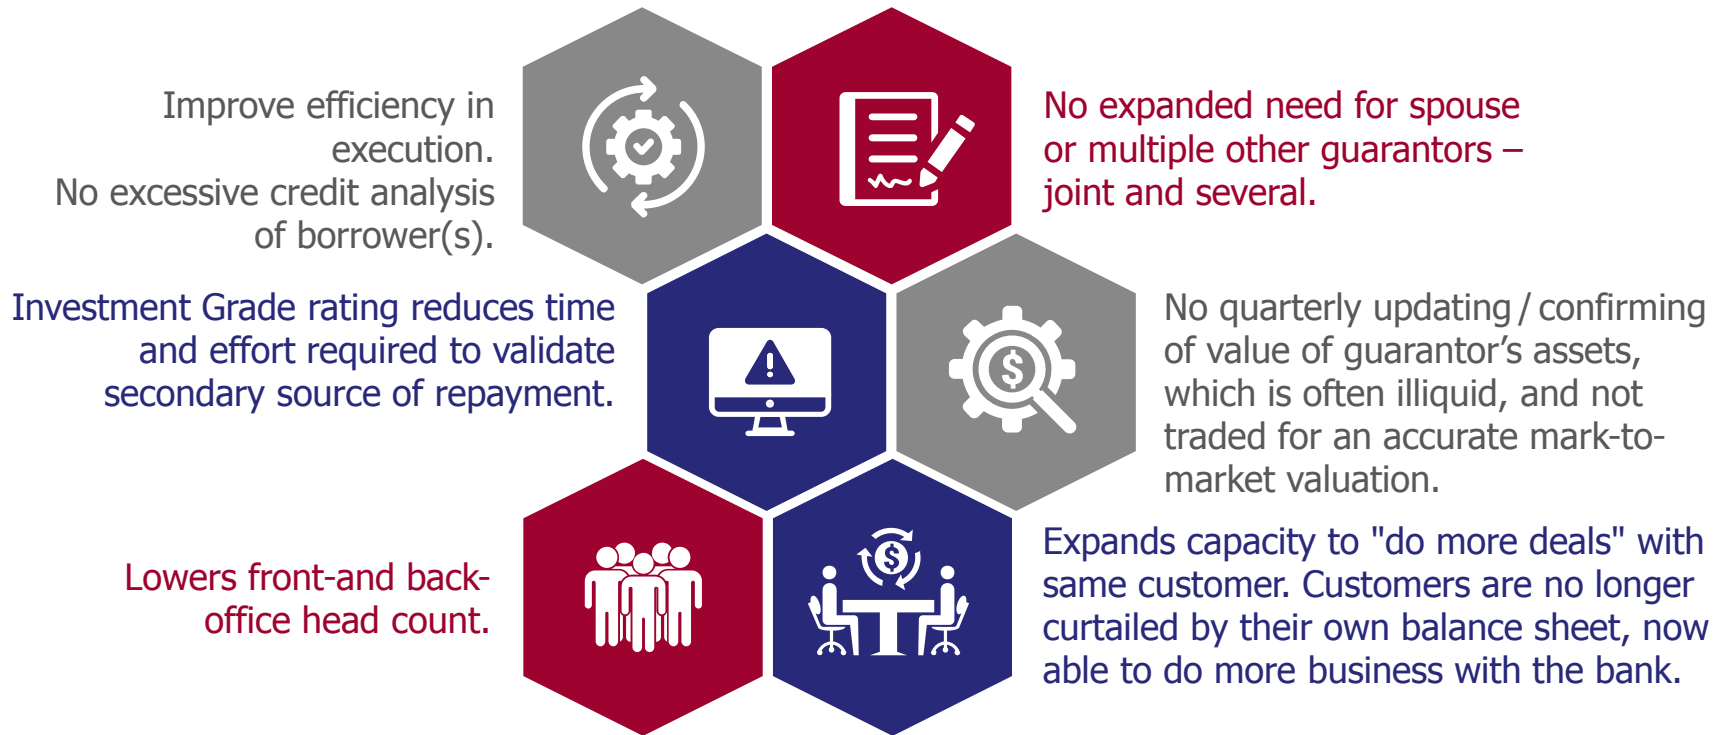 Improve efficiency in
execution.
No excessive credit analysis
of borrower(s).
No expanded need for spouse
or multiple other guarantors –
joint and several.
Investment Grade rating reduces time
and effort required to validate
secondary source of repayment.
$
No quarterly updating / confirming
of value of guarantor’s assets,
which is often illiquid, and not
traded for an accurate mark-to-
market valuation.
Lowers front-and back-
office head count.
$
Expands capacity to "do more deals" with
same customer. Customers are no longer
curtailed by their own balance sheet, now
able to do more business with the bank.